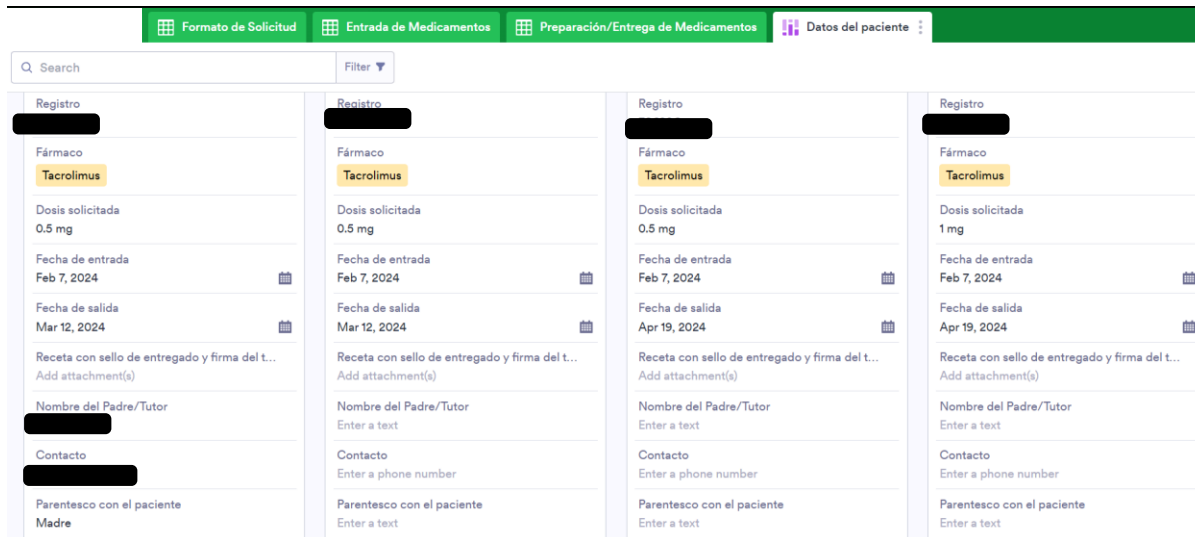 Formato de Solicitud
Entrada de Medicamentos
Preparación/Entrega de Medicamentos
Datos del paciente
Search
Filter
Registro
Fármaco
Tacrolimus
Dosis solicitada
0.5 mg
Fecha de entrada
Feb 7, 2024
Fecha de salida
Mar 12, 2024
Receta con sello de entregado y firma del t...
Add attachment(s)
Nombre del Padre/Tutor
Contacto
Parentesco con el paciente
Madre
Registro
Fármaco
Tacrolimus
Dosis solicitada
0.5 mg
Fecha de entrada
Feb 7, 2024
Fecha de salida
Mar 12, 2024
Receta con sello de entregado y firma del t...
Add attachment(s)
Nombre del Padre/Tutor
Enter a text
Contacto
Enter a phone number
Parentesco con el paciente
Enter a text
Registro
Fármaco
Tacrolimus
Dosis solicitada
0.5 mg
Fecha de entrada
Feb 7, 2024
Fecha de salida
Apr 19, 2024
Receta con sello de entregado y firma del t...
Add attachment(s)
Nombre del Padre/Tutor
Enter a text
Contacto
Enter a phone number
Parentesco con el paciente
Enter a text
Registro
Fármaco
Tacrolimus
Dosis solicitada
1 mg
Fecha de entrada
Feb 7, 2024
Fecha de salida
Apr 19, 2024
Receta con sello de entregado y firma del t...
Add attachment(s)
Nombre del Padre/Tutor
Enter a text
Contacto
Enter a phone number
Parentesco con el paciente
Enter a text